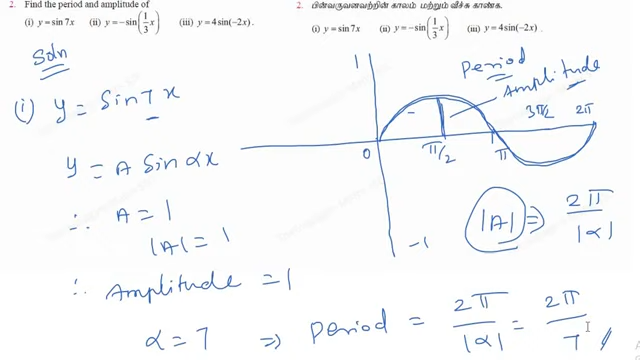 2. Find the period and amplitude of
(i) y = sin 7x (ii) y = −sin(1/3 x) (iii) y = 4 sin(−2x).
2. பின்வருவனவற்றின் காலம் மற்றும் வீச்சு காண்க.
(i) y = sin 7x (ii) y = −sin(1/3 x) (iii) y = 4 sin(−2x).
Soln
(i) y = sin 7x
y = A sin αx
∴ A = 1
|A| = 1
∴ Amplitude = 1
α = 7 ⇒ Period = 2π/|α| = 2π/7 //
1
Period
Amplitude
0 π/2 π 3π/2 2π
−1
|A| ⇒ 2π/|α|